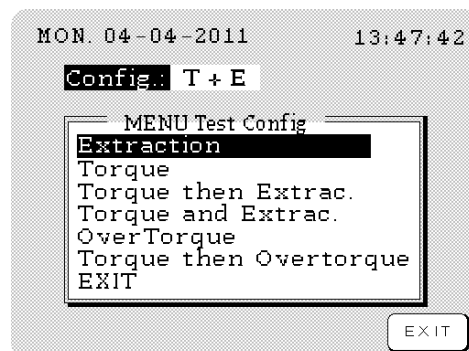 MON. 04-04-2011 13:47:42
Config.: T + E
MENU Test Config
Extraction
Torque
Torque then Extrac.
Torque and Extrac.
OverTorque
Torque then Overtorque
EXIT
EXIT